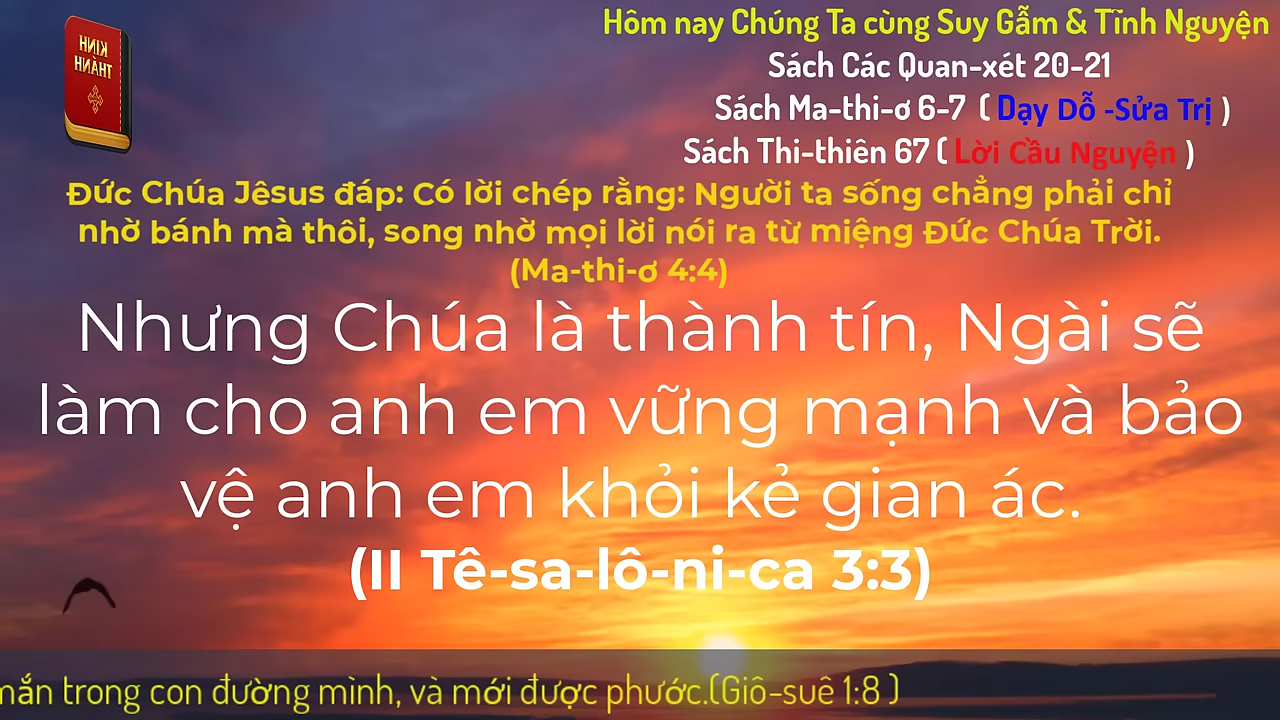 KINH
THÁNH
Hôm nay Chúng Ta cùng Suy Gẫm & Tĩnh Nguyện
Sách Các Quan-xét 20-21
Sách Ma-thi-ơ 6-7 ( Dạy Dỗ -Sửa Trị )
Sách Thi-thiên 67 ( Lời Cầu Nguyện )
Đức Chúa Jêsus đáp: Có lời chép rằng: Người ta sống chẳng phải chỉ
nhờ bánh mà thôi, song nhờ mọi lời nói ra từ miệng Đức Chúa Trời.
(Ma-thi-ơ 4:4)
Nhưng Chúa là thành tín, Ngài sẽ
làm cho anh em vững mạnh và bảo
vệ anh em khỏi kẻ gian ác.
(II Tê-sa-lô-ni-ca 3:3)
mắn trong con đường mình, và mới được phước.(Giô-suê 1:8 )